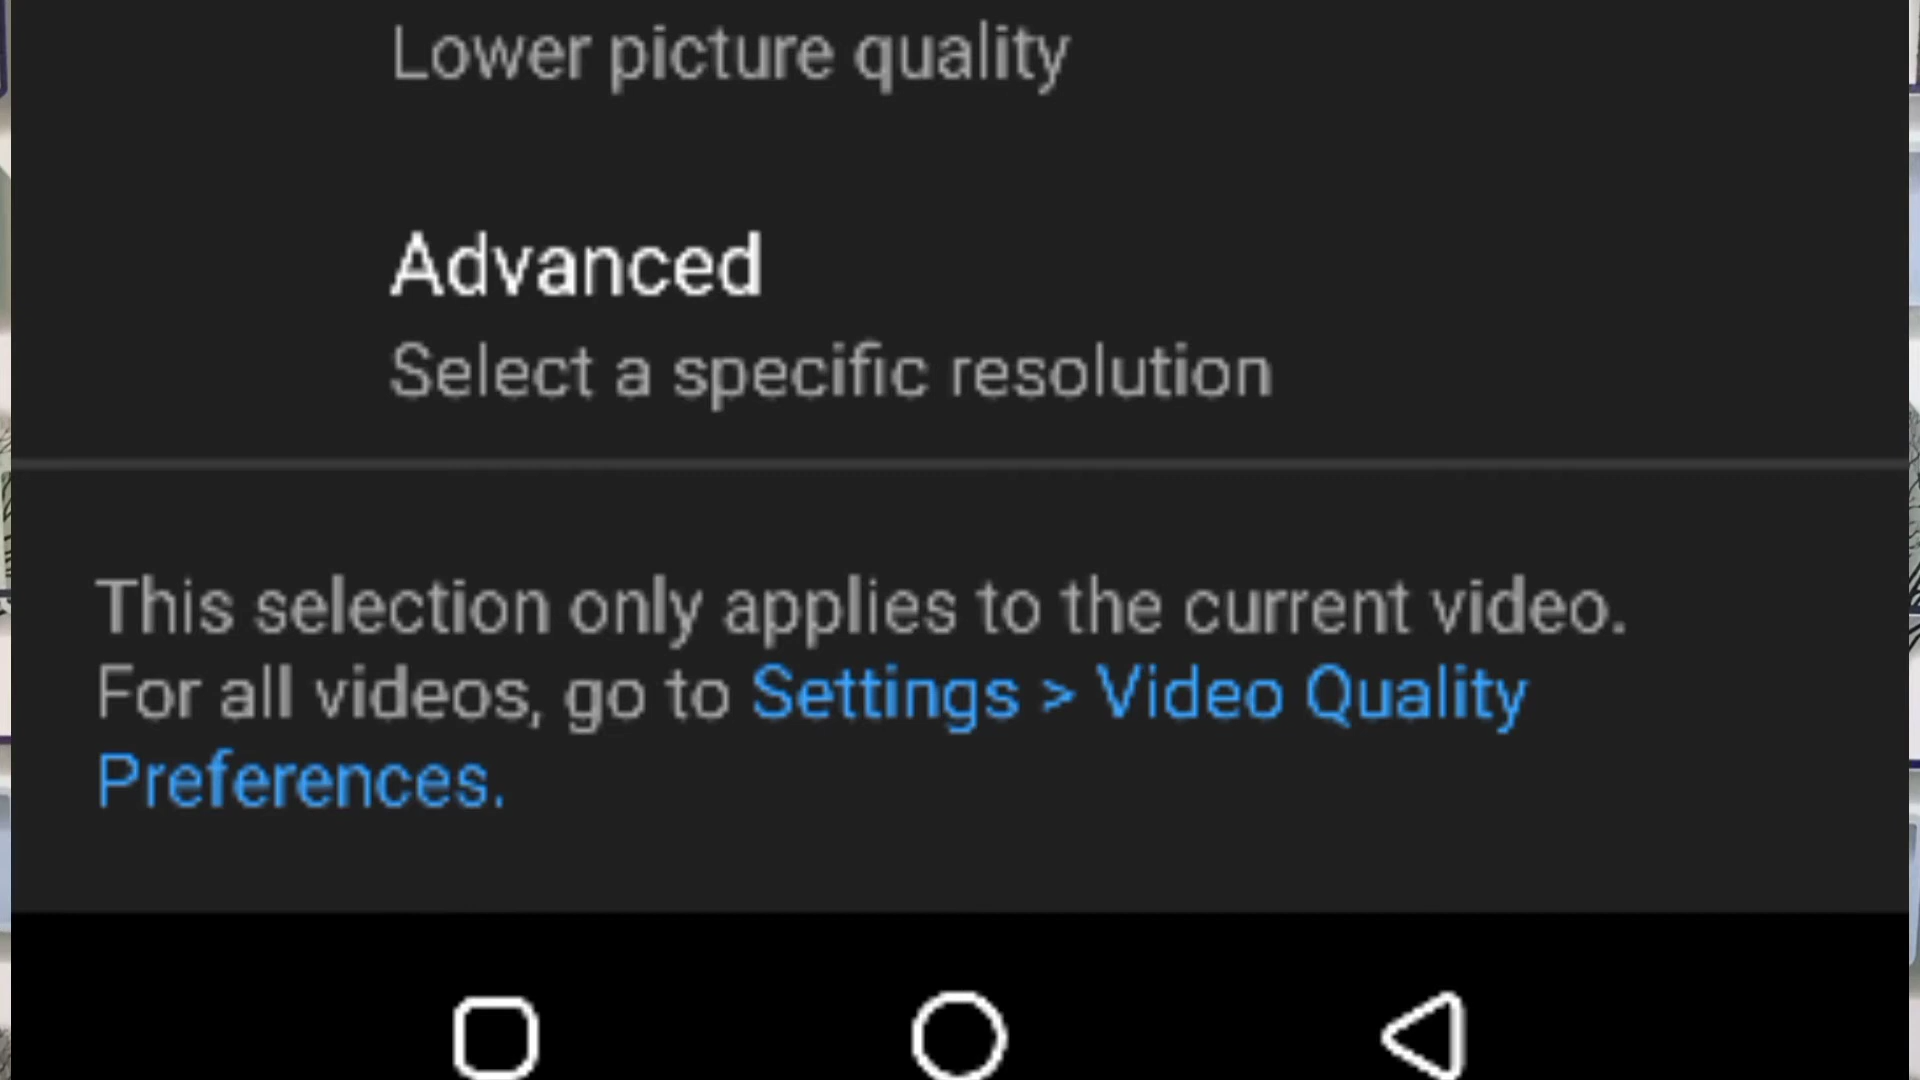 Lower picture quality
Advanced
Select a specific resolution
This selection only applies to the current video.
For all videos, go to Settings > Video Quality
Preferences.